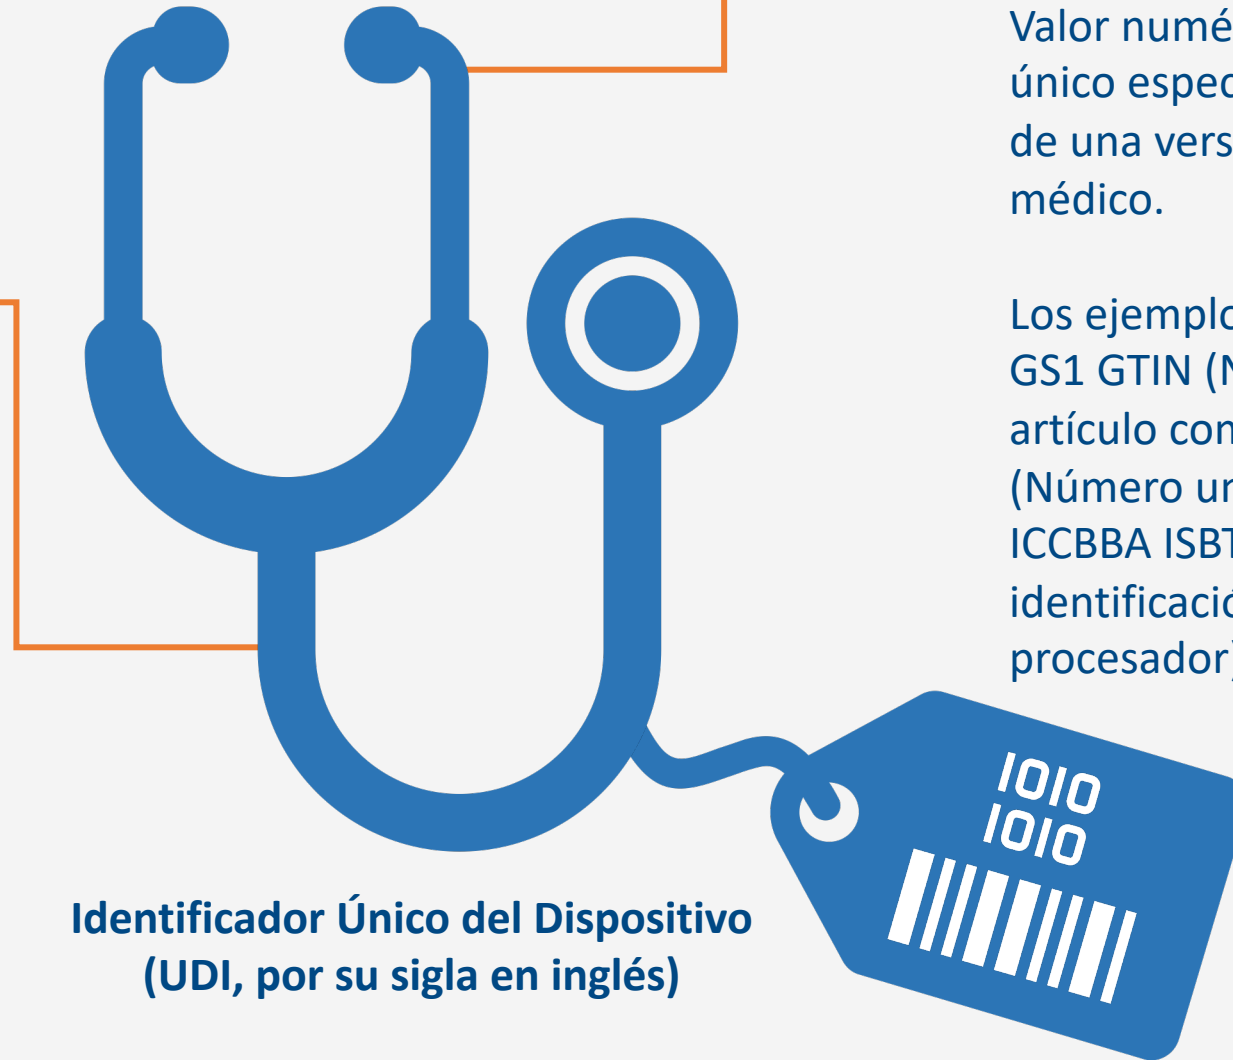 Valor numé
único espec
de una vers
médico.
Los ejemplo
GS1 GTIN (N
artículo con
(Número un
ICCBBA ISBT
identificació
procesador)
1010
1010
Identificador Único del Dispositivo
(UDI, por su sigla en inglés)